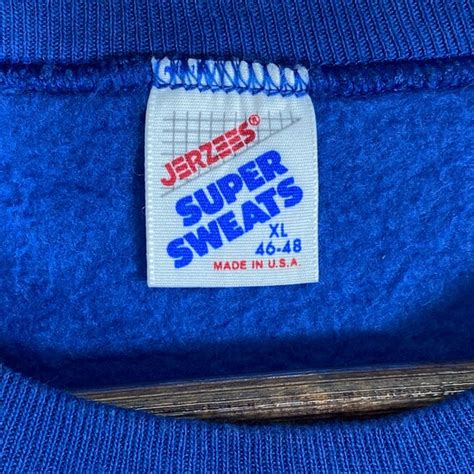 JERZEES®
SUPER
SWEATS
XL
46-48
MADE IN U.S.A.